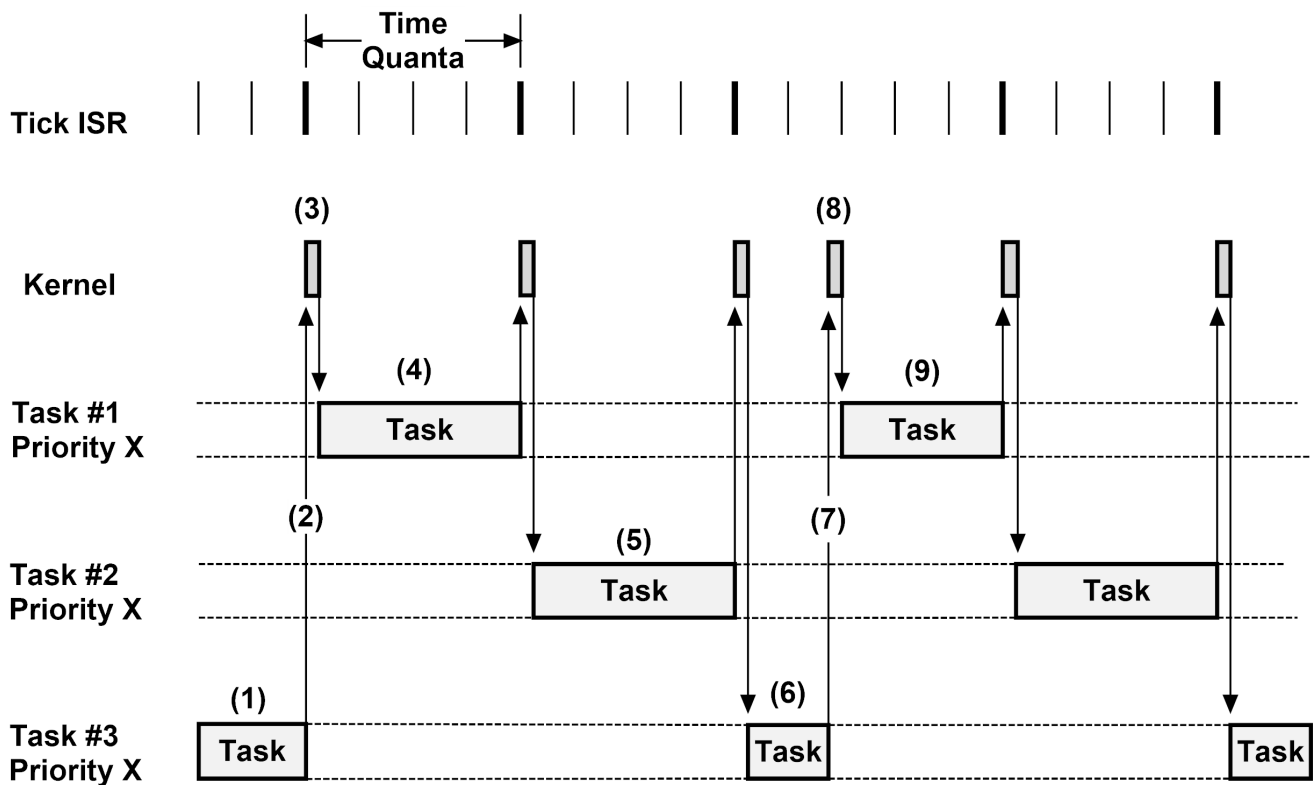 Time
Quanta
Tick ISR
(3)
(8)
Kernel
(4)
(9)
Task #1
Priority X
Task
Task
(2)
(7)
(5)
Task #2
Priority X
Task
Task
(1)
(6)
Task #3
Priority X
Task
Task
Task